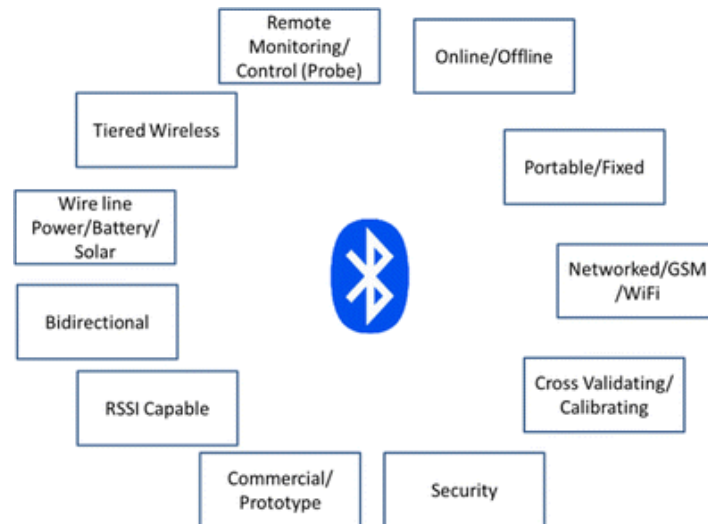 Remote
Monitoring/
Control (Probe)
Online/Offline
Tiered Wireless
Portable/Fixed
Wire line
Power/Battery/
Solar
Networked/GSM
/WiFi
Bidirectional
Cross Validating/
Calibrating
RSSI Capable
Commercial/
Prototype
Security